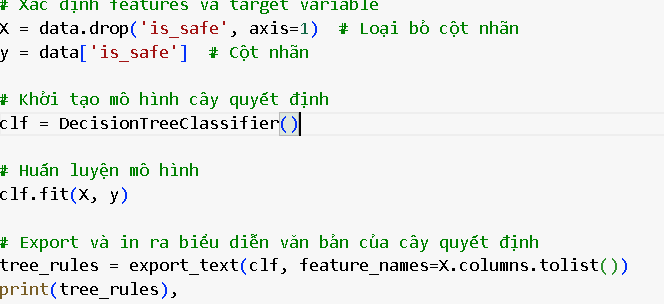 # Xác định features và target variable
X = data.drop('is_safe', axis=1)  # Loại bỏ cột nhãn
y = data['is_safe']  # Cột nhãn
# Khởi tạo mô hình cây quyết định
clf = DecisionTreeClassifier()
# Huấn luyện mô hình
clf.fit(X, y)
# Export và in ra biểu diễn văn bản của cây quyết định
tree_rules = export_text(clf, feature_names=X.columns.tolist())
print(tree_rules),